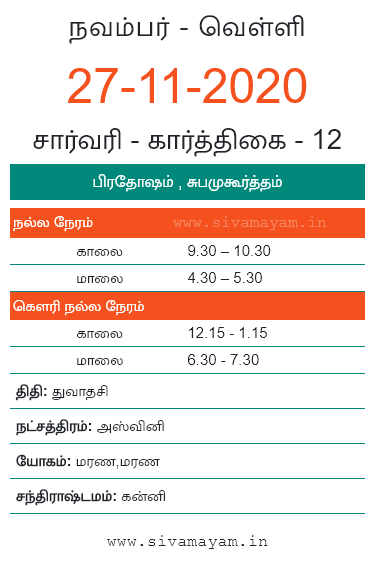 நவம்பர் - வெள்ளி
27-11-2020
சார்வரி - கார்த்திகை - 12
பிரதோஷம் , சுபமுகூர்த்தம்
நல்ல நேரம் www.sivamayam.in
காலை 9.30 – 10.30
மாலை 4.30 – 5.30
கௌரி நல்ல நேரம்
காலை 12.15 - 1.15
மாலை 6.30 - 7.30
திதி: துவாதசி
நட்சத்திரம்: அஸ்வினி
யோகம்: மரண,மரண
சந்திராஷ்டமம்: கன்னி
www.sivamayam.in